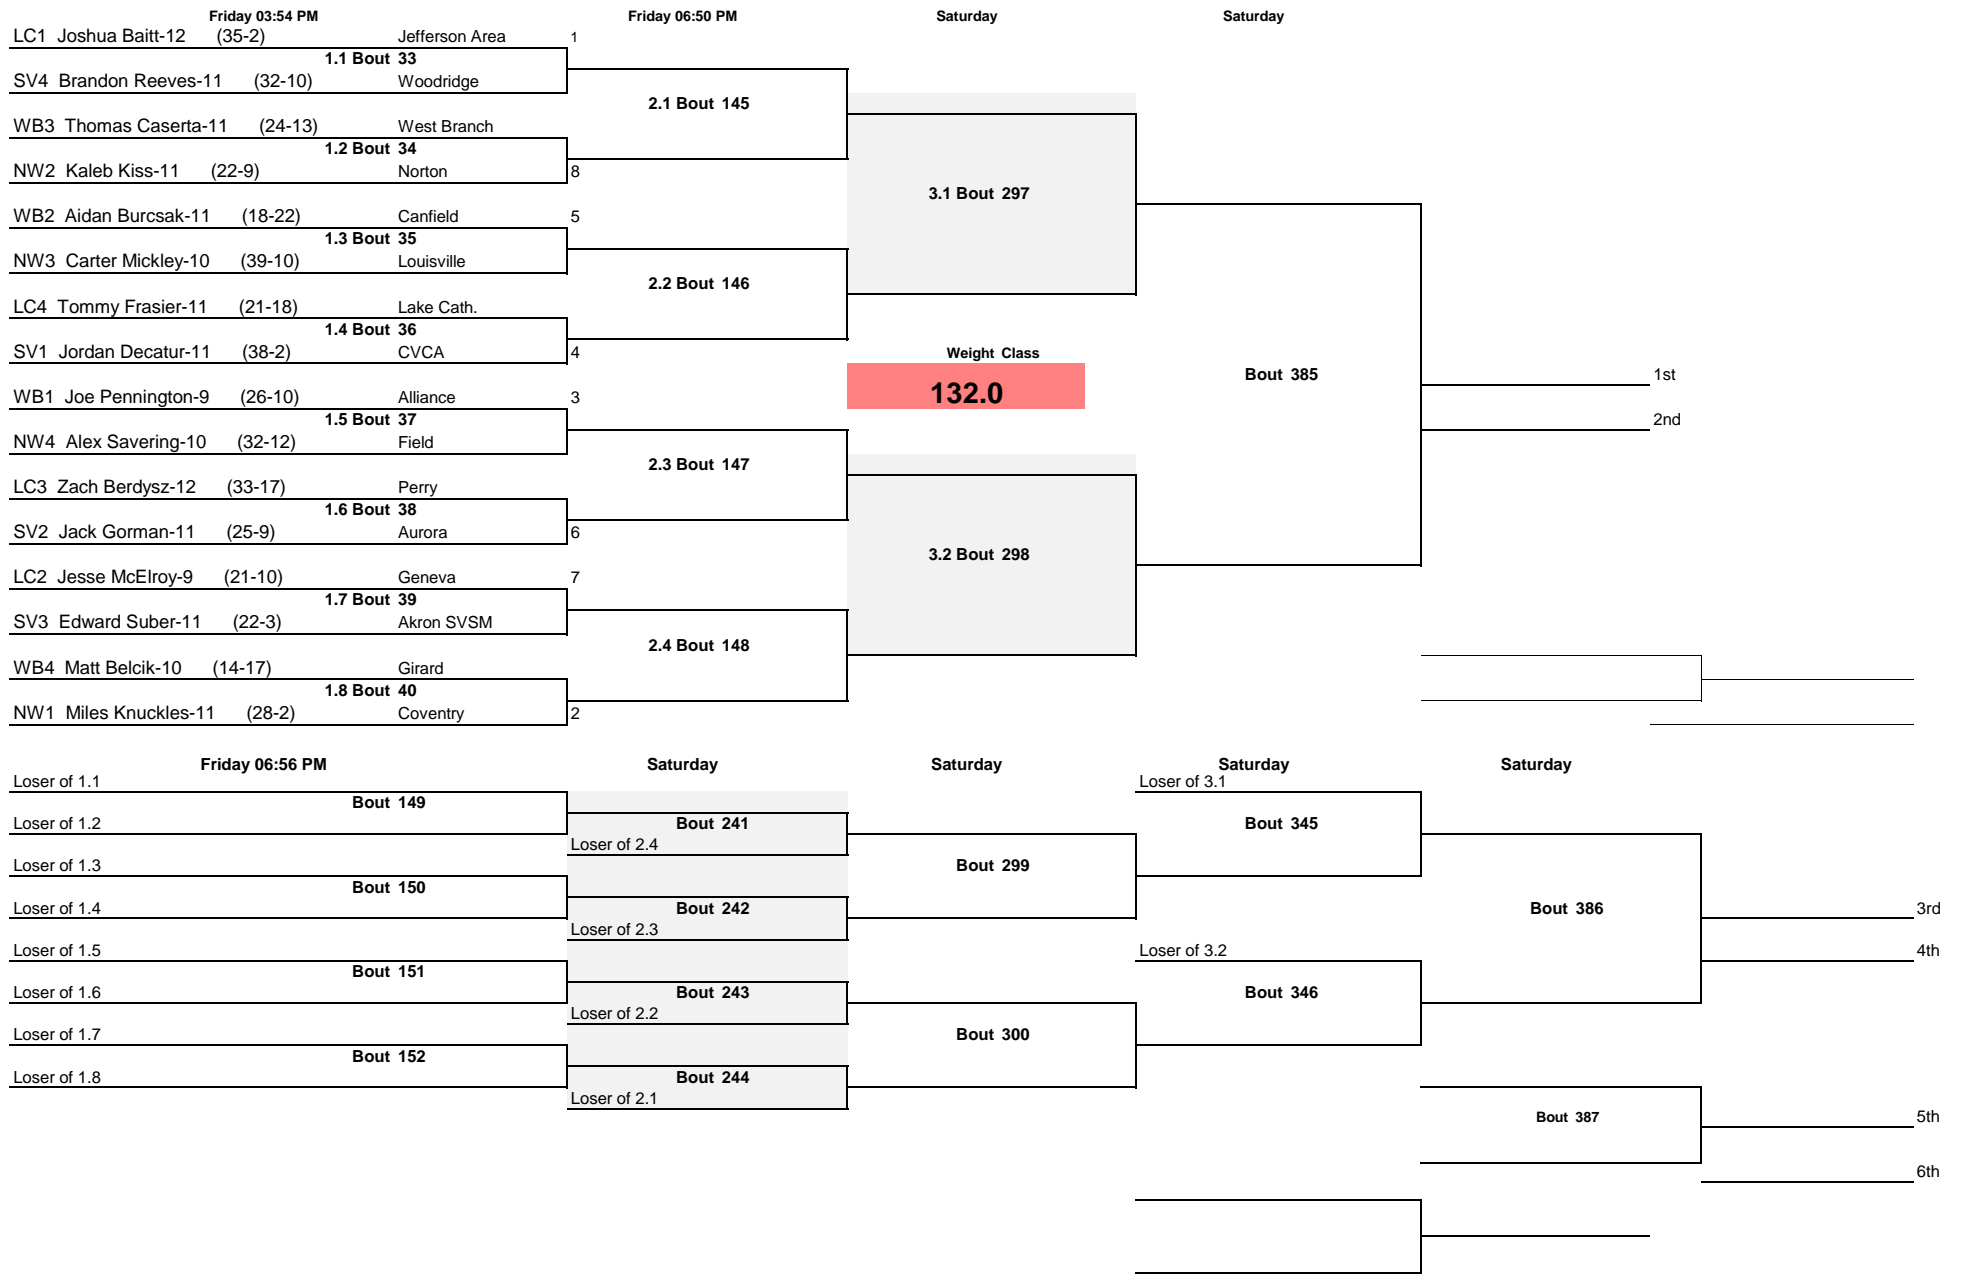 Friday 03:54 PM Friday 06:50 PM Saturday Saturday
LC1 Joshua Baitt-12 (35-2) Jefferson Area 1
1.1 Bout 33
SV4 Brandon Reeves-11 (32-10) Woodridge
2.1 Bout 145
WB3 Thomas Caserta-11 (24-13) West Branch
1.2 Bout 34
NW2 Kaleb Kiss-11 (22-9) Norton 8
3.1 Bout 297
WB2 Aidan Burcsak-11 (18-22) Canfield 5
1.3 Bout 35
NW3 Carter Mickley-10 (39-10) Louisville
2.2 Bout 146
LC4 Tommy Frasier-11 (21-18) Lake Cath.
1.4 Bout 36
SV1 Jordan Decatur-11 (38-2) CVCA 4 Weight Class
Bout 385 1st
WB1 Joe Pennington-9 (26-10) Alliance 3 132.0
1.5 Bout 37 2nd
NW4 Alex Savering-10 (32-12) Field
2.3 Bout 147
LC3 Zach Berdysz-12 (33-17) Perry
1.6 Bout 38
SV2 Jack Gorman-11 (25-9) Aurora 6
3.2 Bout 298
LC2 Jesse McElroy-9 (21-10) Geneva 7
1.7 Bout 39
SV3 Edward Suber-11 (22-3) Akron SVSM
2.4 Bout 148
WB4 Matt Belcik-10 (14-17) Girard
1.8 Bout 40
NW1 Miles Knuckles-11 (28-2) Coventry 2
Friday 06:56 PM Saturday Saturday Saturday Saturday
Loser of 1.1 Loser of 3.1
Bout 149
Loser of 1.2 Bout 241 Bout 345
Loser of 2.4
Loser of 1.3 Bout 299
Bout 150
Loser of 1.4 Bout 242 Bout 386 3rd
Loser of 2.3
Loser of 1.5 Loser of 3.2 4th
Bout 151
Loser of 1.6 Bout 243 Bout 346
Loser of 2.2
Loser of 1.7 Bout 300
Bout 152
Loser of 1.8 Bout 244
Loser of 2.1
Bout 387 5th
6th